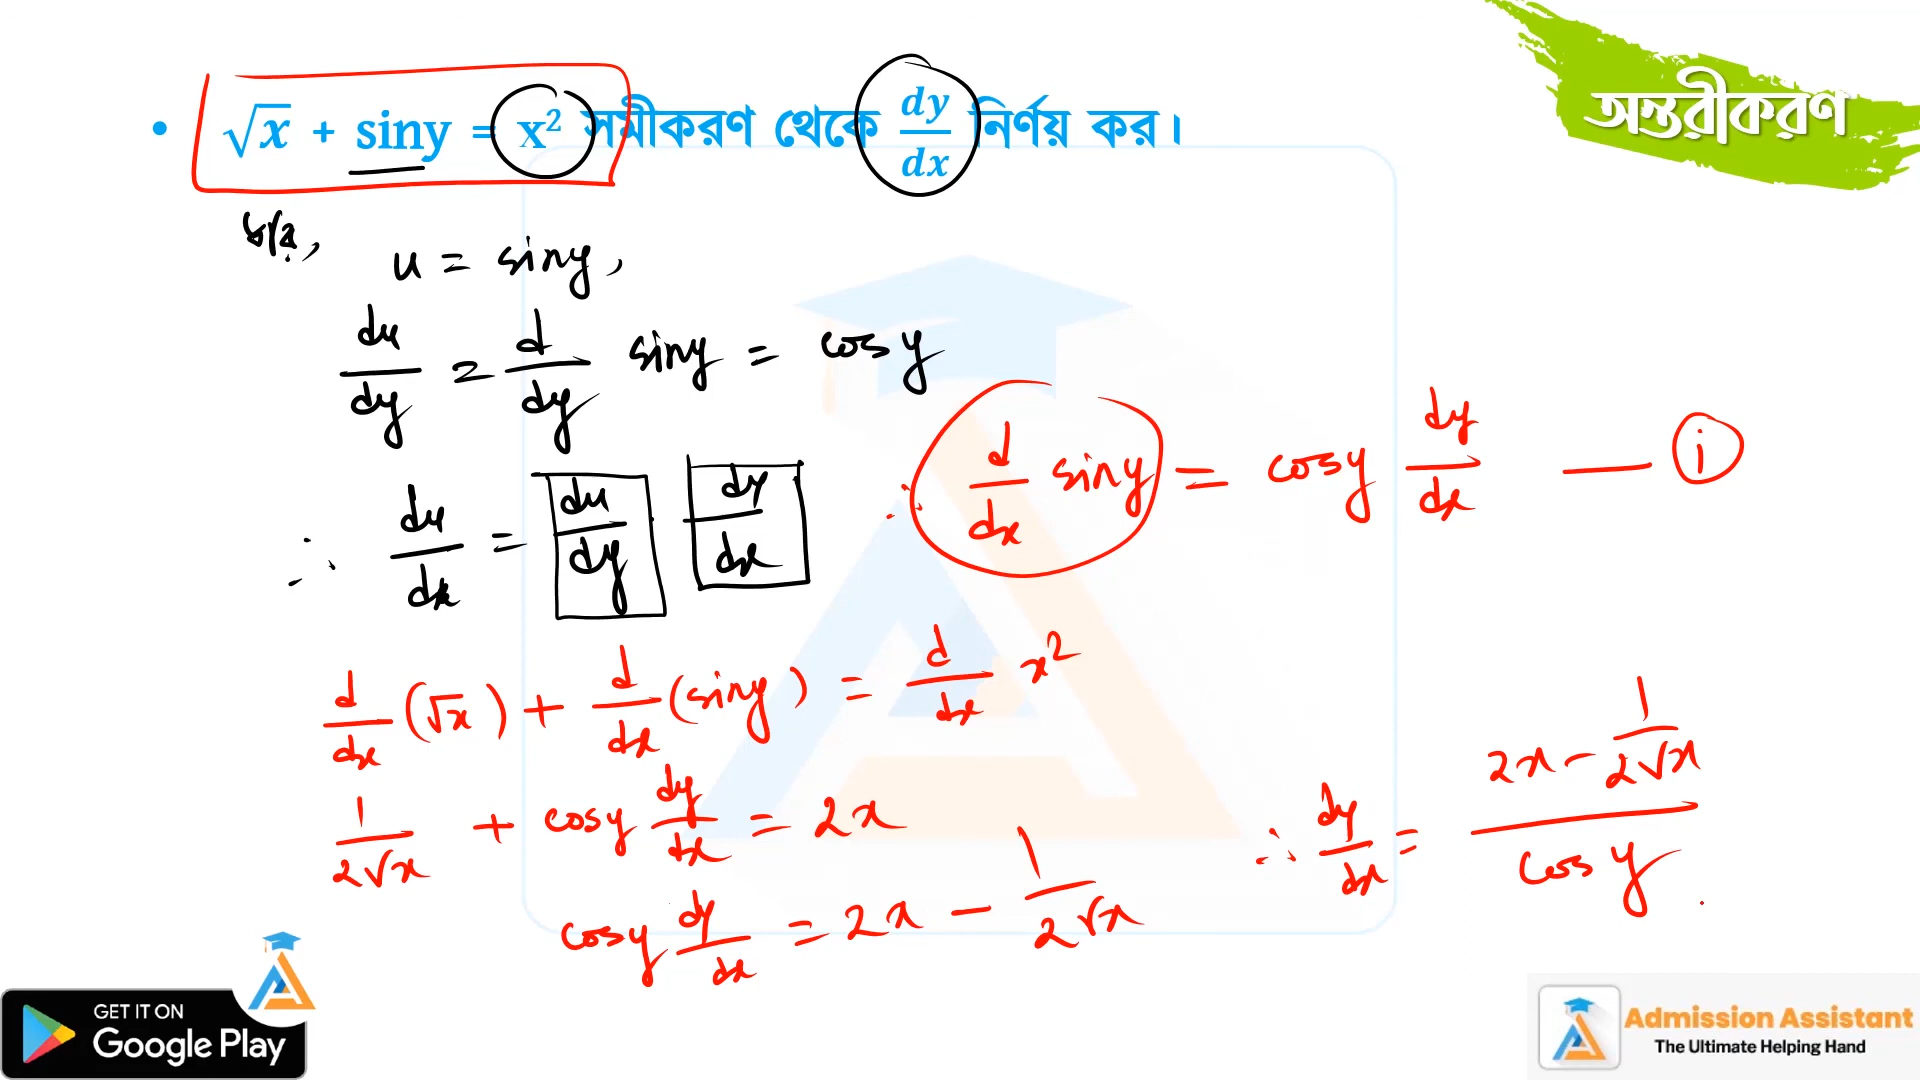 অন্তরীকরণ
• √x + siny = x² সমীকরণ থেকে dy/dx নির্ণয় কর।
ধরি,
u = siny,
du/dy = d/dy siny = cosy
∴ du/dx = du/dy · dy/dx
∴ d/dx siny = cosy dy/dx — i
d/dx (√x) + d/dx (siny) = d/dx x²
1/2√x + cosy dy/dx = 2x
cosy dy/dx = 2x − 1/2√x
∴ dy/dx = (2x − 1/2√x)/cosy
GET IT ON
Google Play
Admission Assistant
The Ultimate Helping Hand